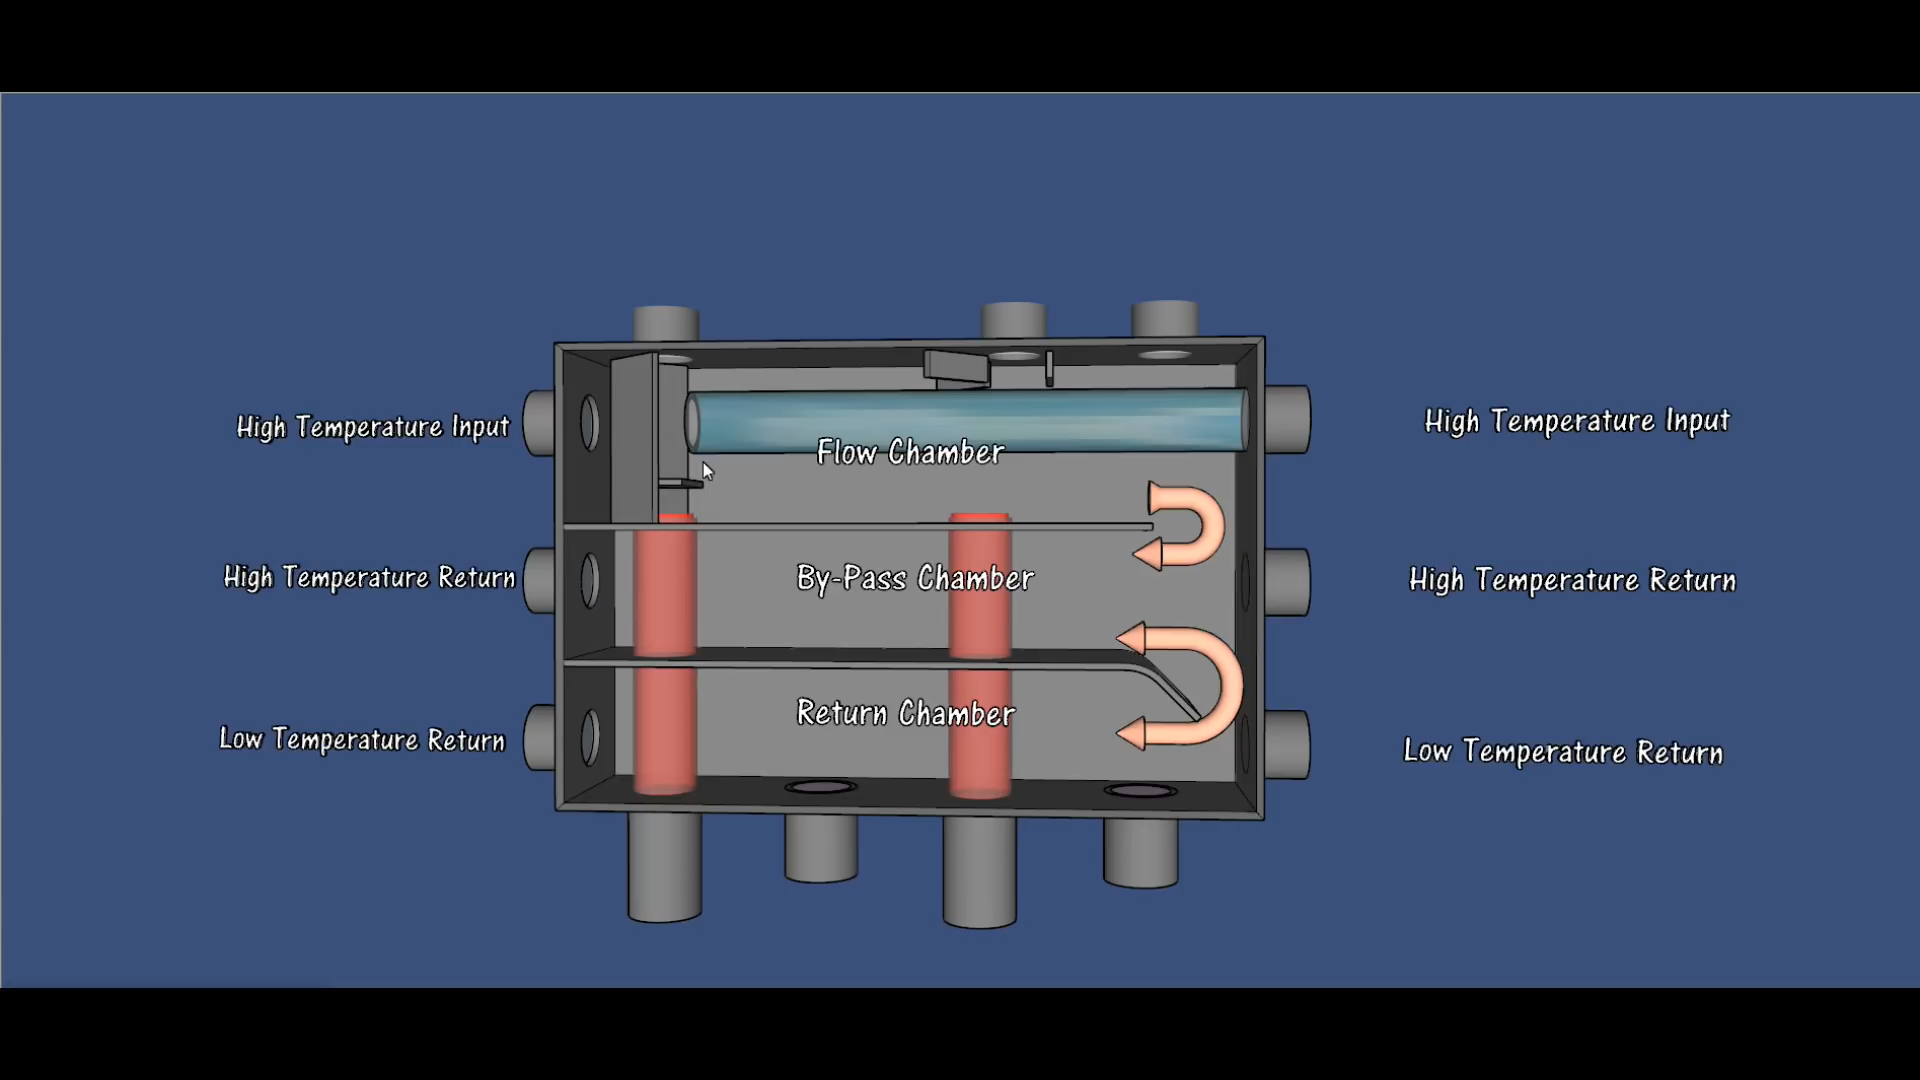 High Temperature Input
High Temperature Input
Flow Chamber
High Temperature Return
By-Pass Chamber
High Temperature Return
Return Chamber
Low Temperature Return
Low Temperature Return